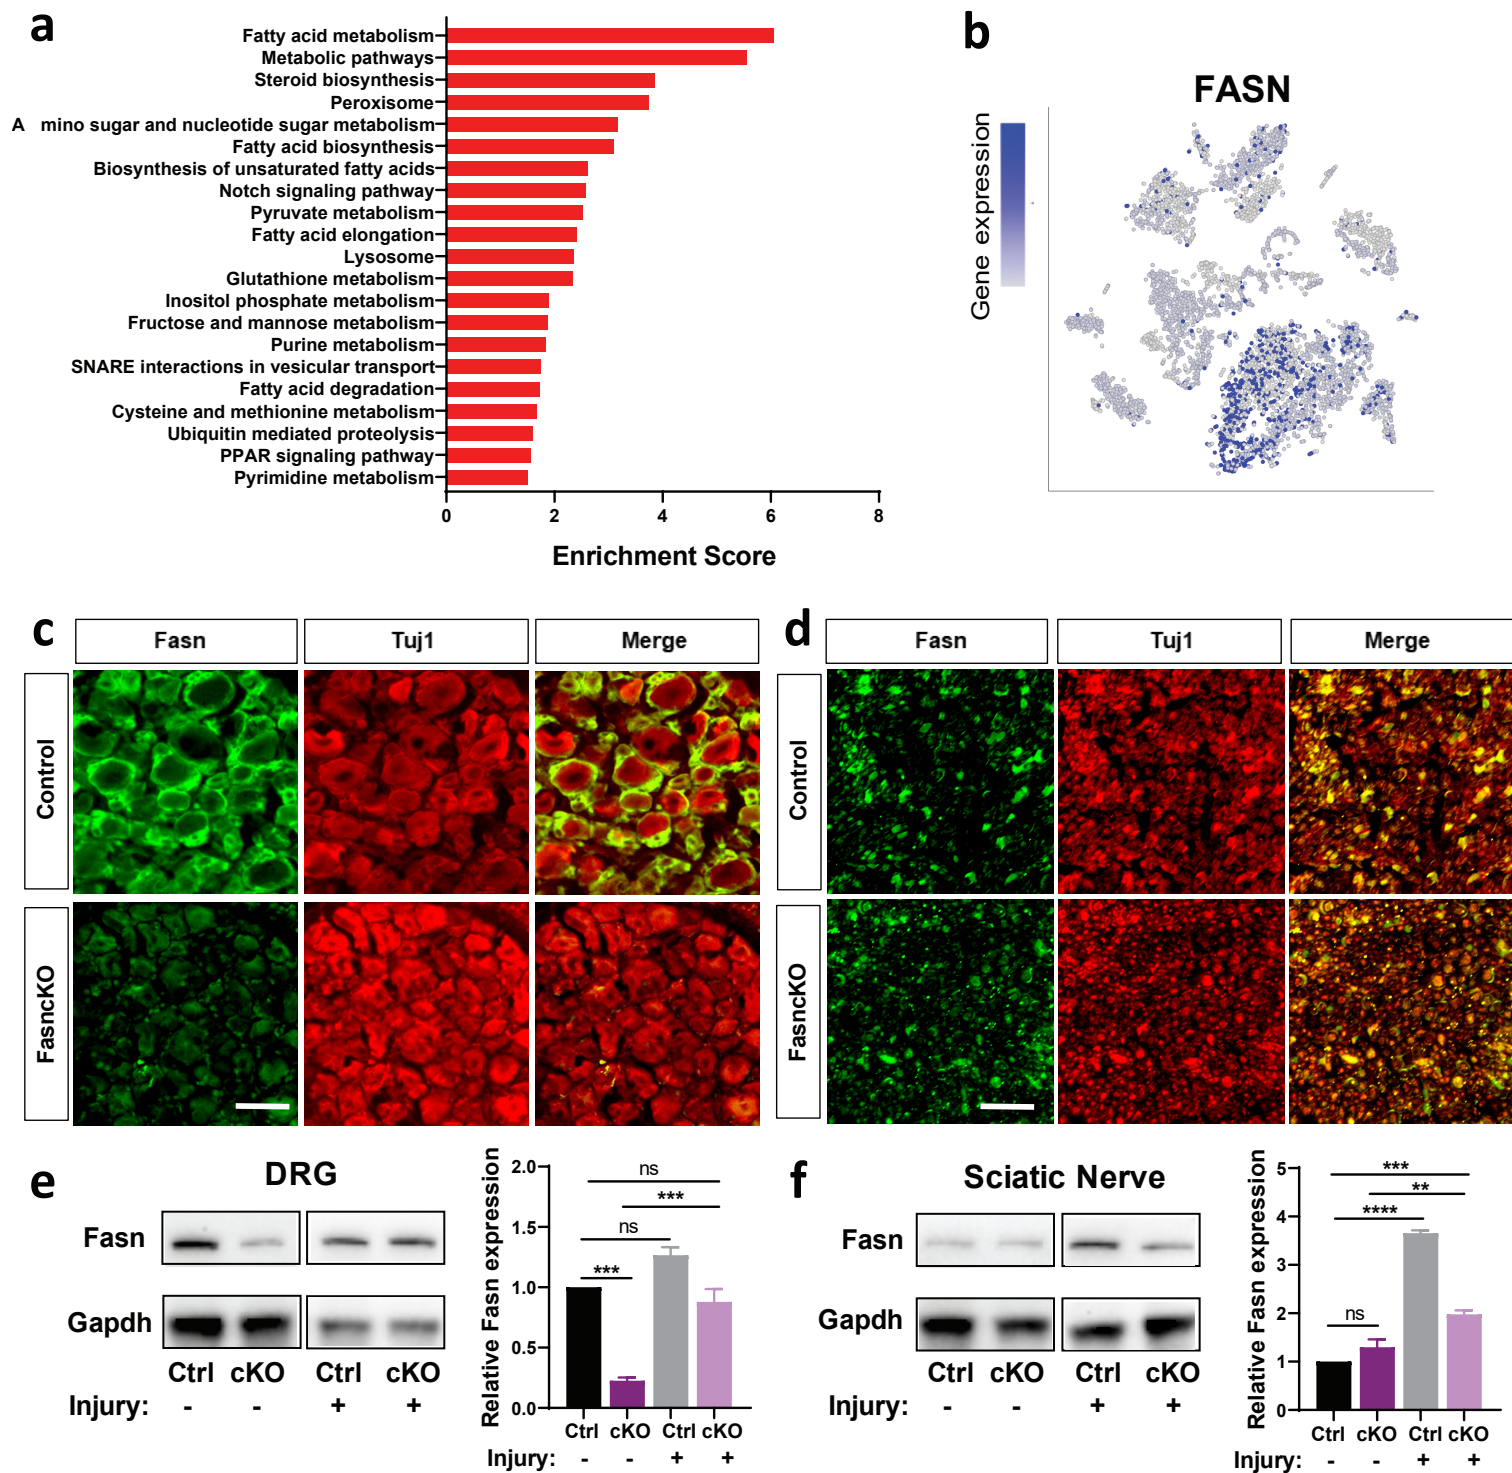 a
Fatty acid metabolism
Metabolic pathways
Steroid biosynthesis
Peroxisome
A mino sugar and nucleotide sugar metabolism
Fatty acid biosynthesis
Biosynthesis of unsaturated fatty acids
Notch signaling pathway
Pyruvate metabolism
Fatty acid elongation
Lysosome
Glutathione metabolism
Inositol phosphate metabolism
Fructose and mannose metabolism
Purine metabolism
SNARE interactions in vesicular transport
Fatty acid degradation
Cysteine and methionine metabolism
Ubiquitin mediated proteolysis
PPAR signaling pathway
Pyrimidine metabolism
0 2 4 6 8
Enrichment Score
b
FASN
Gene expression
c
Fasn Tuj1 Merge
Control
FasncKO
d
Fasn Tuj1 Merge
Control
FasncKO
e
DRG
Fasn
Gapdh
Ctrl cKO Ctrl cKO
Injury: - - + +
Relative Fasn expression
2.0
1.5
1.0
0.5
0.0
ns
***
ns
***
Ctrl cKO Ctrl cKO
Injury: - - + +
f
Sciatic Nerve
Fasn
Gapdh
Ctrl cKO Ctrl cKO
Injury: - - + +
Relative Fasn expression
5
4
3
2
1
0
***
**
****
ns
Ctrl cKO Ctrl cKO
Injury: - - + +